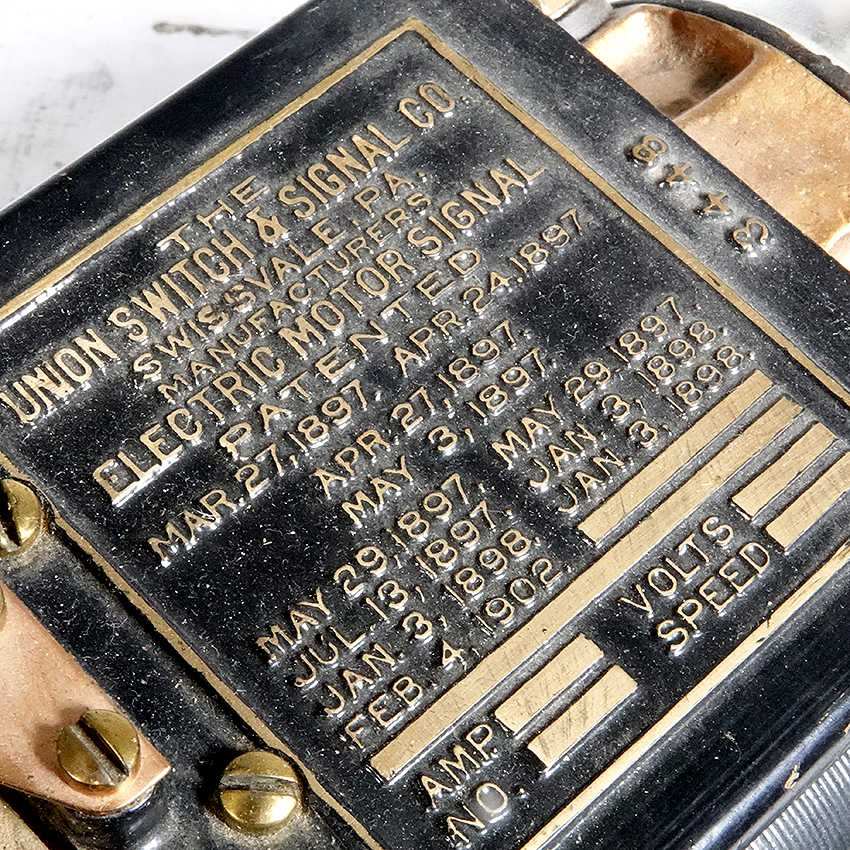 THE
UNION SWITCH & SIGNAL CO.
SWISSVALE, PA.
MANUFACTURERS
ELECTRIC MOTOR SIGNAL
PATENTED
MAR.27,1897, APR.24,1897
APR.27,1897,
MAY 3, 1897,
MAY 29,1897, MAY 29 1897.
JUL.13,1897. JAN. 3, 1898.
JAN. 3, 1898 JAN. 3, 1898.
FEB. 4, 1902.
AMP. VOLTS
NO. SPEED